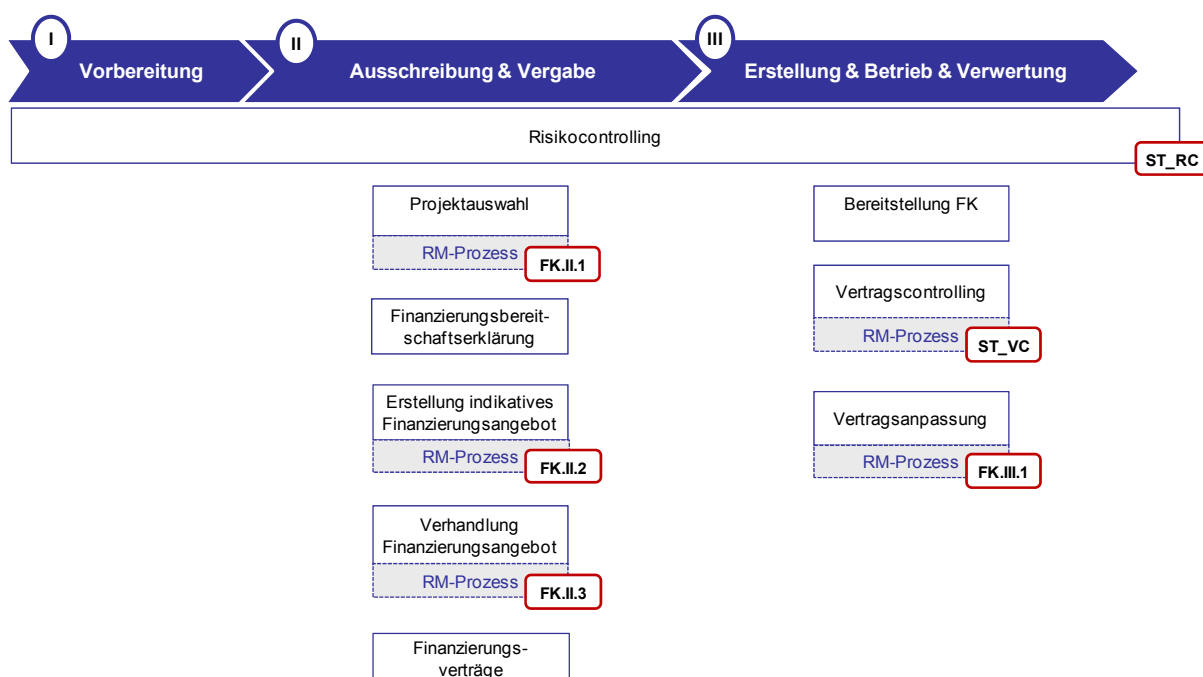 I
II
III
Vorbereitung
Ausschreibung & Vergabe
Erstellung & Betrieb & Verwertung
Risikocontrolling
ST_RC
Projektauswahl
RM-Prozess
FK.II.1
Finanzierungsbereit-
schaftserklärung
Erstellung indikatives
Finanzierungsangebot
RM-Prozess
FK.II.2
Verhandlung
Finanzierungsangebot
RM-Prozess
FK.II.3
Finanzierungs-
verträge
Bereitstellung FK
Vertragscontrolling
RM-Prozess
ST_VC
Vertragsanpassung
RM-Prozess
FK.III.1